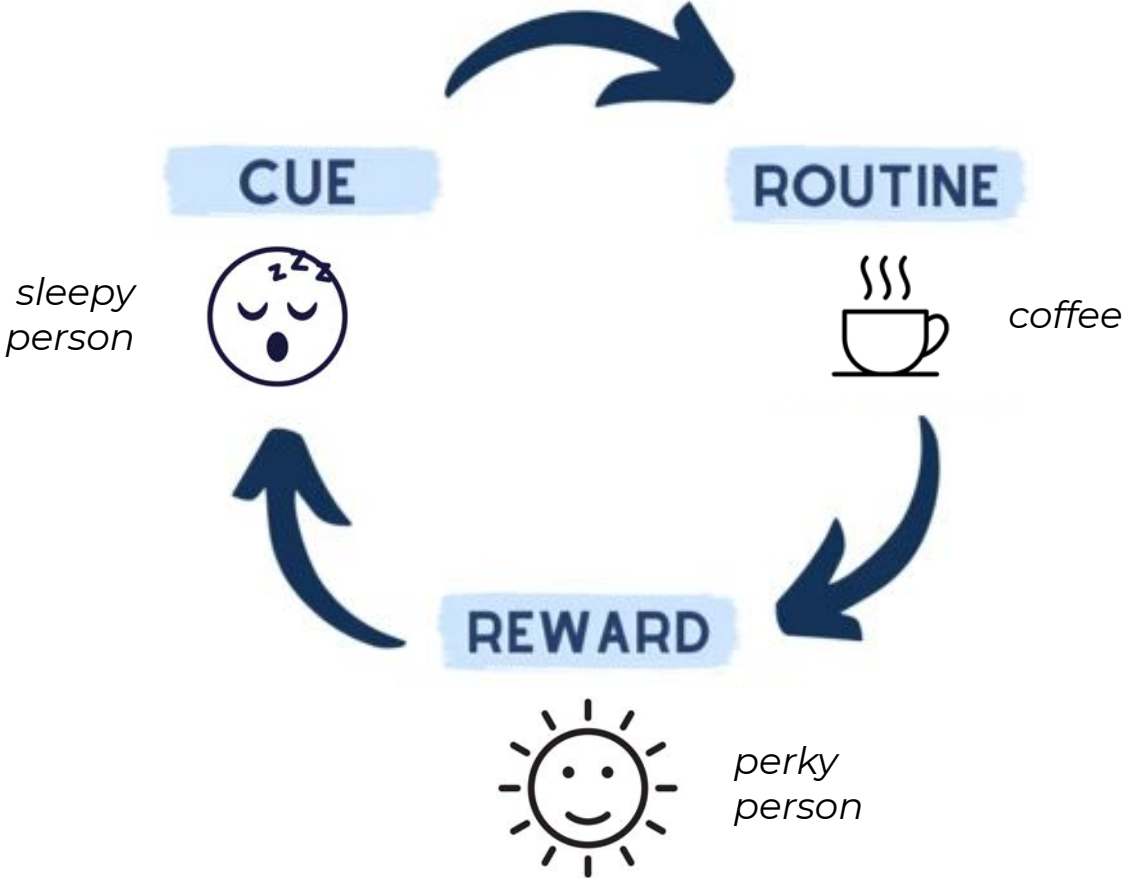 CUE
ROUTINE
sleepy
person
z z z
coffee
REWARD
perky
person